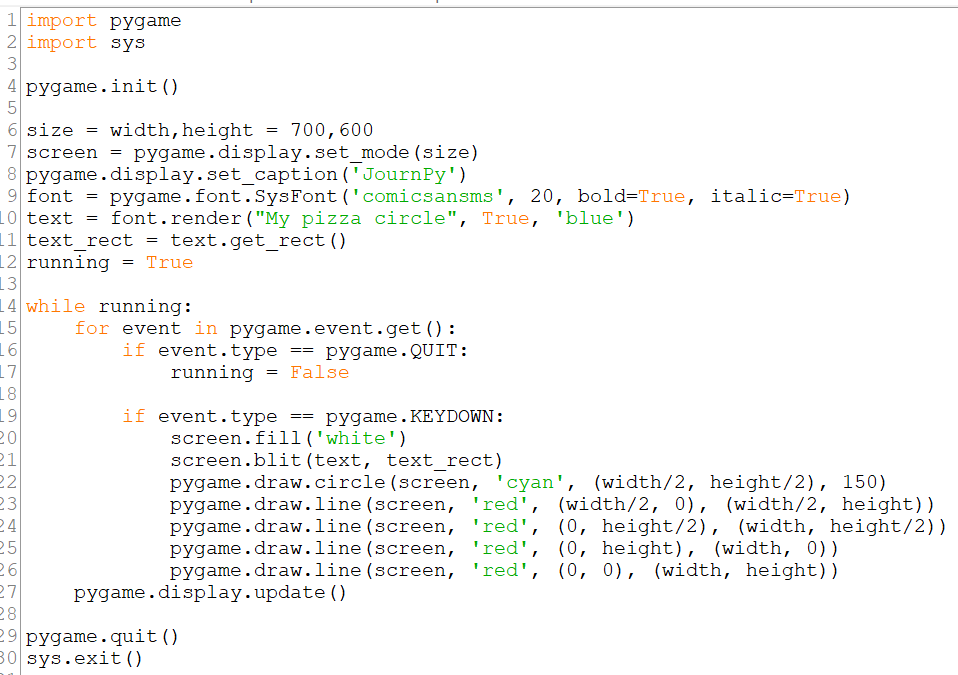 1 import pygame
2 import sys
3
4 pygame.init()
5
6 size = width,height = 700,600
7 screen = pygame.display.set_mode(size)
8 pygame.display.set_caption('JournPy')
9 font = pygame.font.SysFont('comicsansms', 20, bold=True, italic=True)
10 text = font.render("My pizza circle", True, 'blue')
11 text_rect = text.get_rect()
12 running = True
13
14 while running:
15     for event in pygame.event.get():
16         if event.type == pygame.QUIT:
17             running = False
18
19         if event.type == pygame.KEYDOWN:
20             screen.fill('white')
21             screen.blit(text, text_rect)
22             pygame.draw.circle(screen, 'cyan', (width/2, height/2), 150)
23             pygame.draw.line(screen, 'red', (width/2, 0), (width/2, height))
24             pygame.draw.line(screen, 'red', (0, height/2), (width, height/2))
25             pygame.draw.line(screen, 'red', (0, height), (width, 0))
26             pygame.draw.line(screen, 'red', (0, 0), (width, height))
27     pygame.display.update()
28
29 pygame.quit()
30 sys.exit()